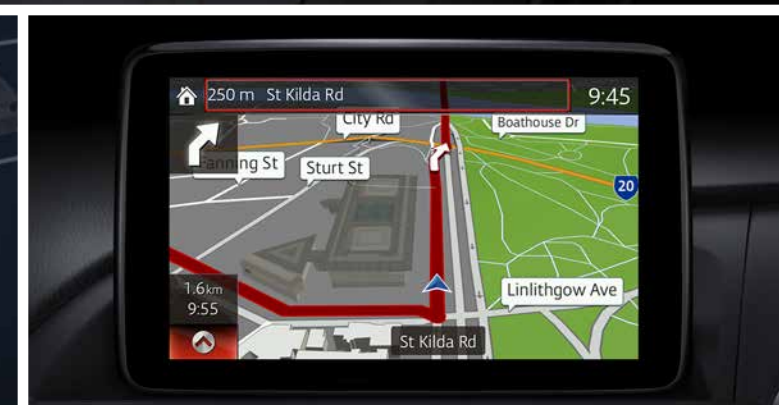 250 m St Kilda Rd
9:45
City Rd
Boathouse Dr
Fanning St
Sturt St
20
1.6km
9:55
Linlithgow Ave
St Kilda Rd